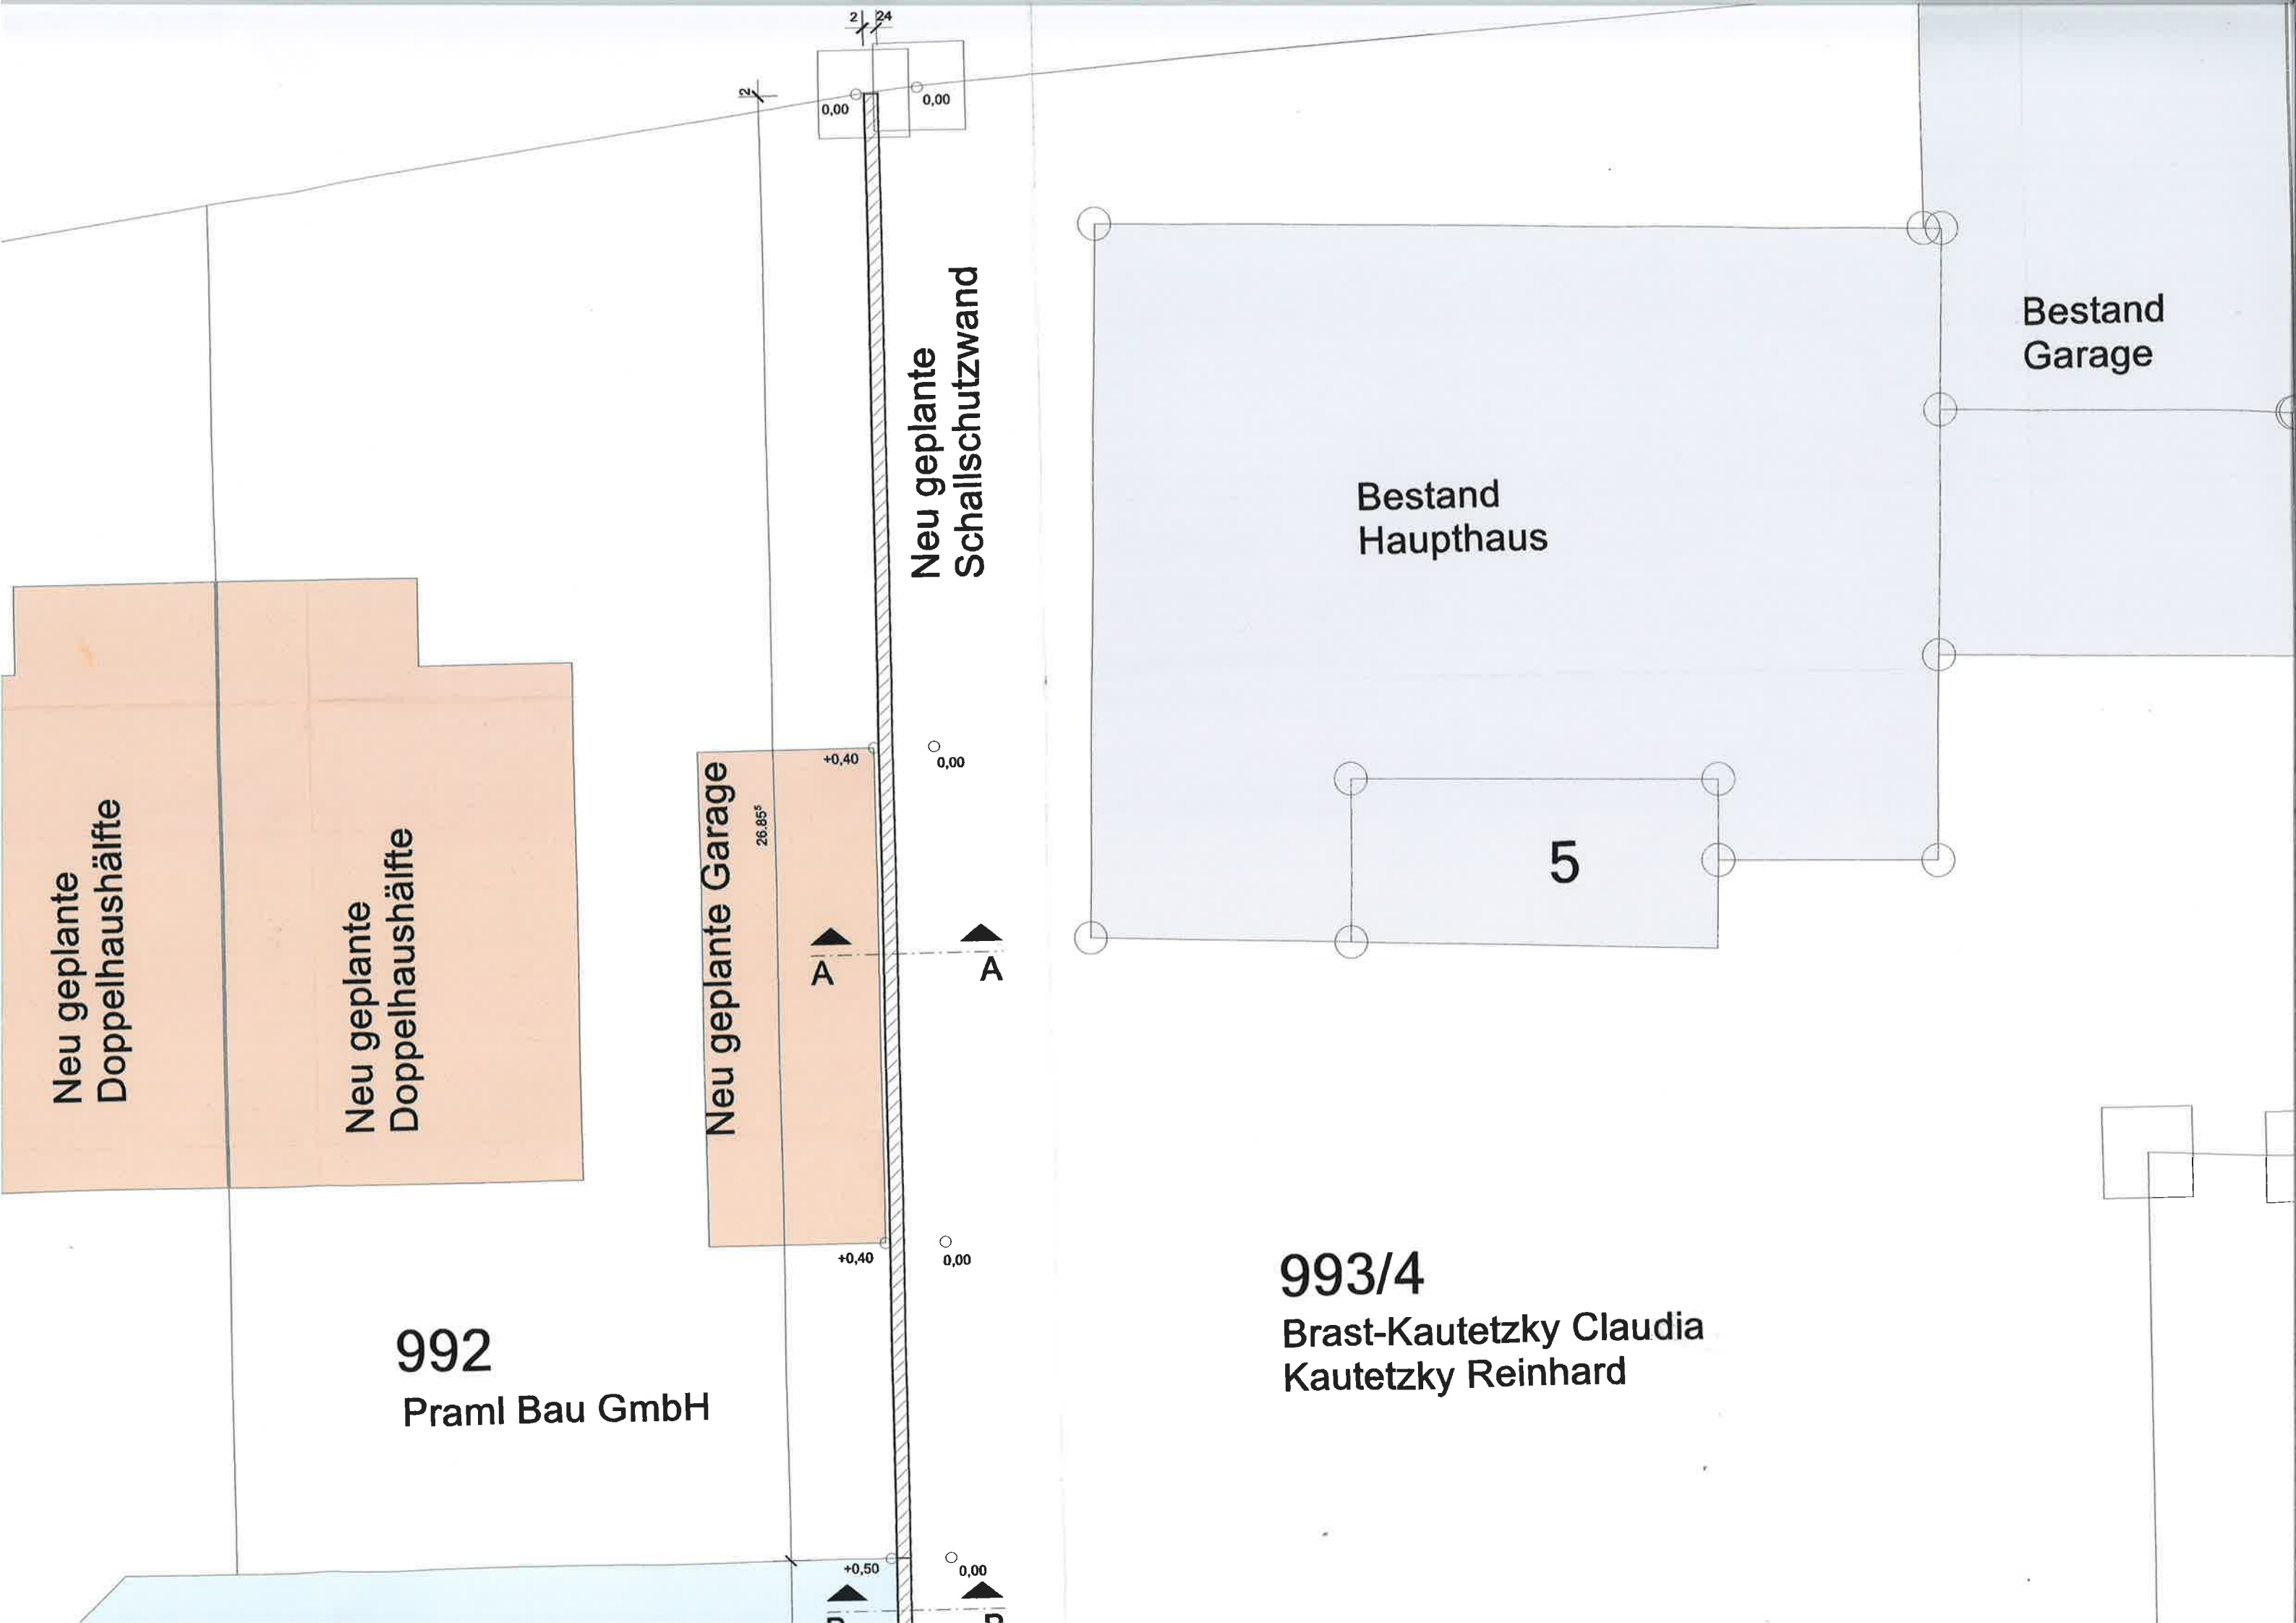 2 24
2
0,00
0,00
Neu geplante
Schallschutzwand
Bestand
Garage
Bestand
Haupthaus
+0,40
0,00
Neu geplante
Doppelhaushälfte
Neu geplante
Doppelhaushälfte
Neu geplante Garage
26.85⁵
5
A
A
+0,40
0,00
992
Praml Bau GmbH
993/4
Brast-Kautetzky Claudia
Kautetzky Reinhard
+0,50
0,00